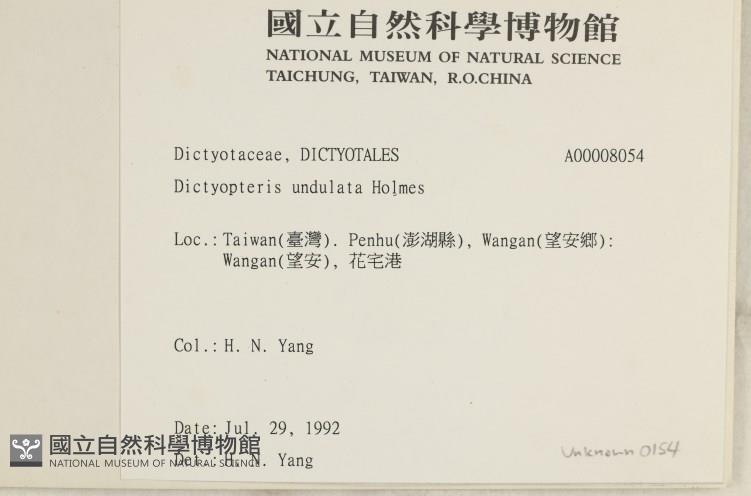 國立自然科學博物館
NATIONAL MUSEUM OF NATURAL SCIENCE
TAICHUNG, TAIWAN, R.O.CHINA
Dictyotaceae, DICTYOTALES A00008054
Dictyopteris undulata Holmes
Loc.: Taiwan(臺灣). Penhu(澎湖縣), Wangan(望安鄉):
Wangan(望安), 花宅港
Col.: H. N. Yang
Date: Jul. 29, 1992
Det.: H. N. Yang
Unknown 0154
國立自然科學博物館
NATIONAL MUSEUM OF NATURAL SCIENCE